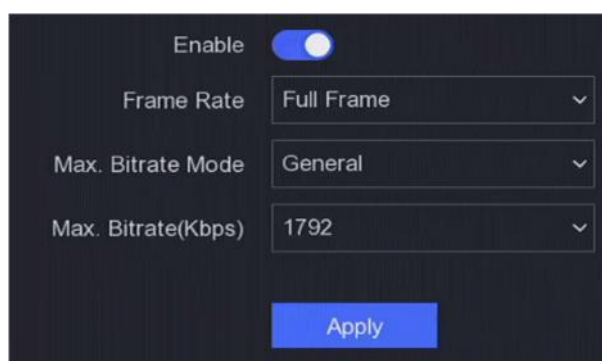 Enable
Frame Rate Full Frame
Max. Bitrate Mode General
Max. Bitrate(Kbps) 1792
Apply